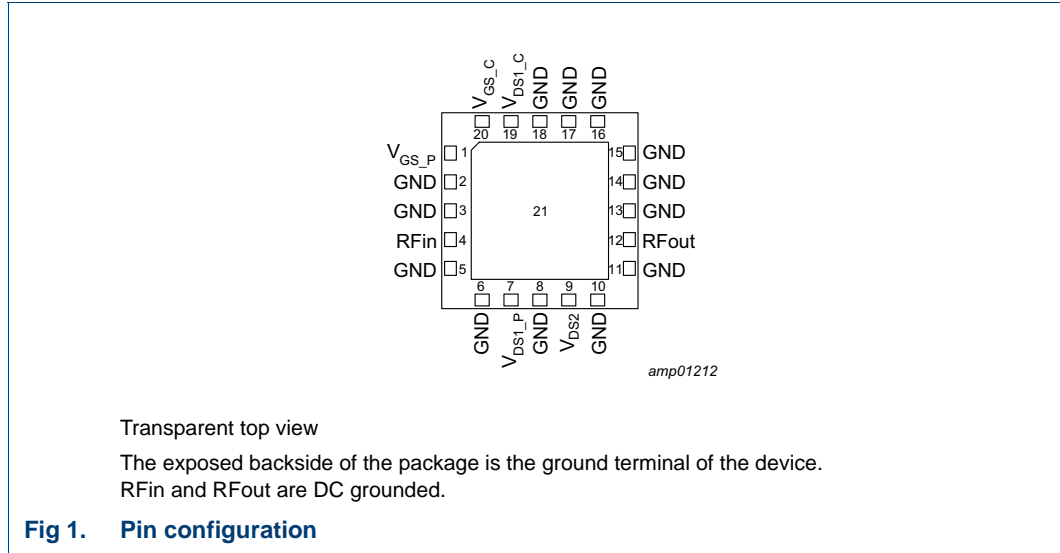 V_GS_C V_DS1_C GND GND GND
20 19 18 17 16
V_GS_P 1 15 GND
GND 2 14 GND
GND 3 21 13 GND
RFin 4 12 RFout
GND 5 11 GND
6 7 8 9 10
GND V_DS1_P GND V_DS2 GND
amp01212
Transparent top view
The exposed backside of the package is the ground terminal of the device.
RFin and RFout are DC grounded.
Fig 1. Pin configuration